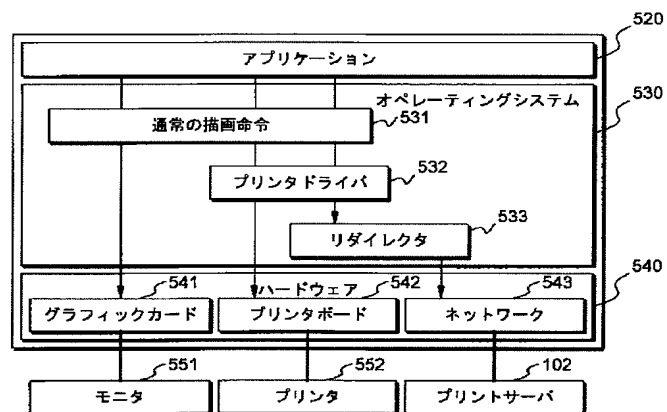 520
アプリケーション
オペレーティングシステム
530
通常の描画命令
531
プリンタドライバ
532
533
リダイレクタ
ハードウェア
540
541
542
543
グラフィックカード
プリンタボード
ネットワーク
551
552
102
モニタ
プリンタ
プリントサーバ